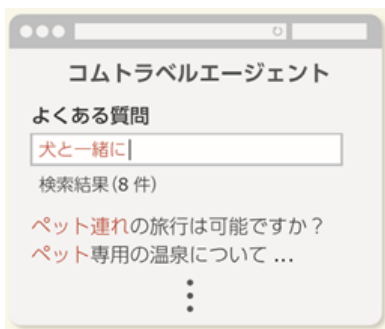 コムトラベルエージェント
よくある質問
犬と一緒に
検索結果(8 件)
ペット連れの旅行は可能ですか？
ペット専用の温泉について ...